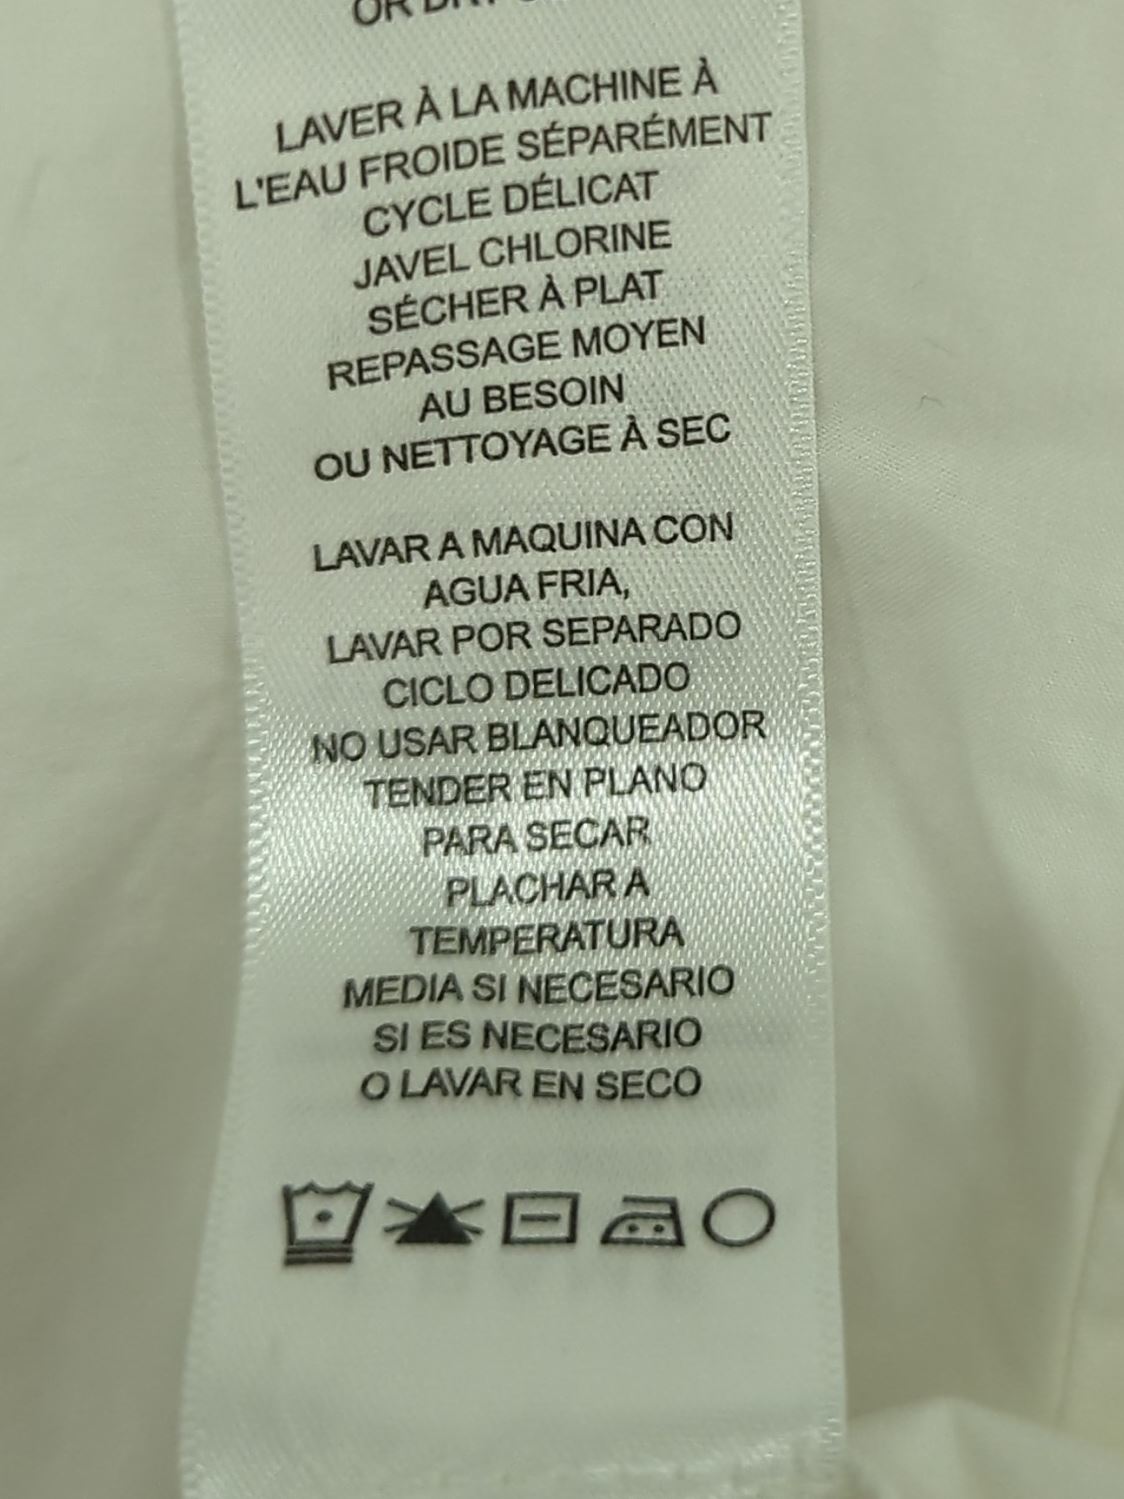 OR DRY
LAVER À LA MACHINE À
L'EAU FROIDE SÉPARÉMENT
CYCLE DÉLICAT
JAVEL CHLORINE
SÉCHER À PLAT
REPASSAGE MOYEN
AU BESOIN
OU NETTOYAGE À SEC
LAVAR A MAQUINA CON
AGUA FRIA,
LAVAR POR SEPARADO
CICLO DELICADO
NO USAR BLANQUEADOR
TENDER EN PLANO
PARA SECAR
PLACHAR A
TEMPERATURA
MEDIA SI NECESARIO
SI ES NECESARIO
O LAVAR EN SECO